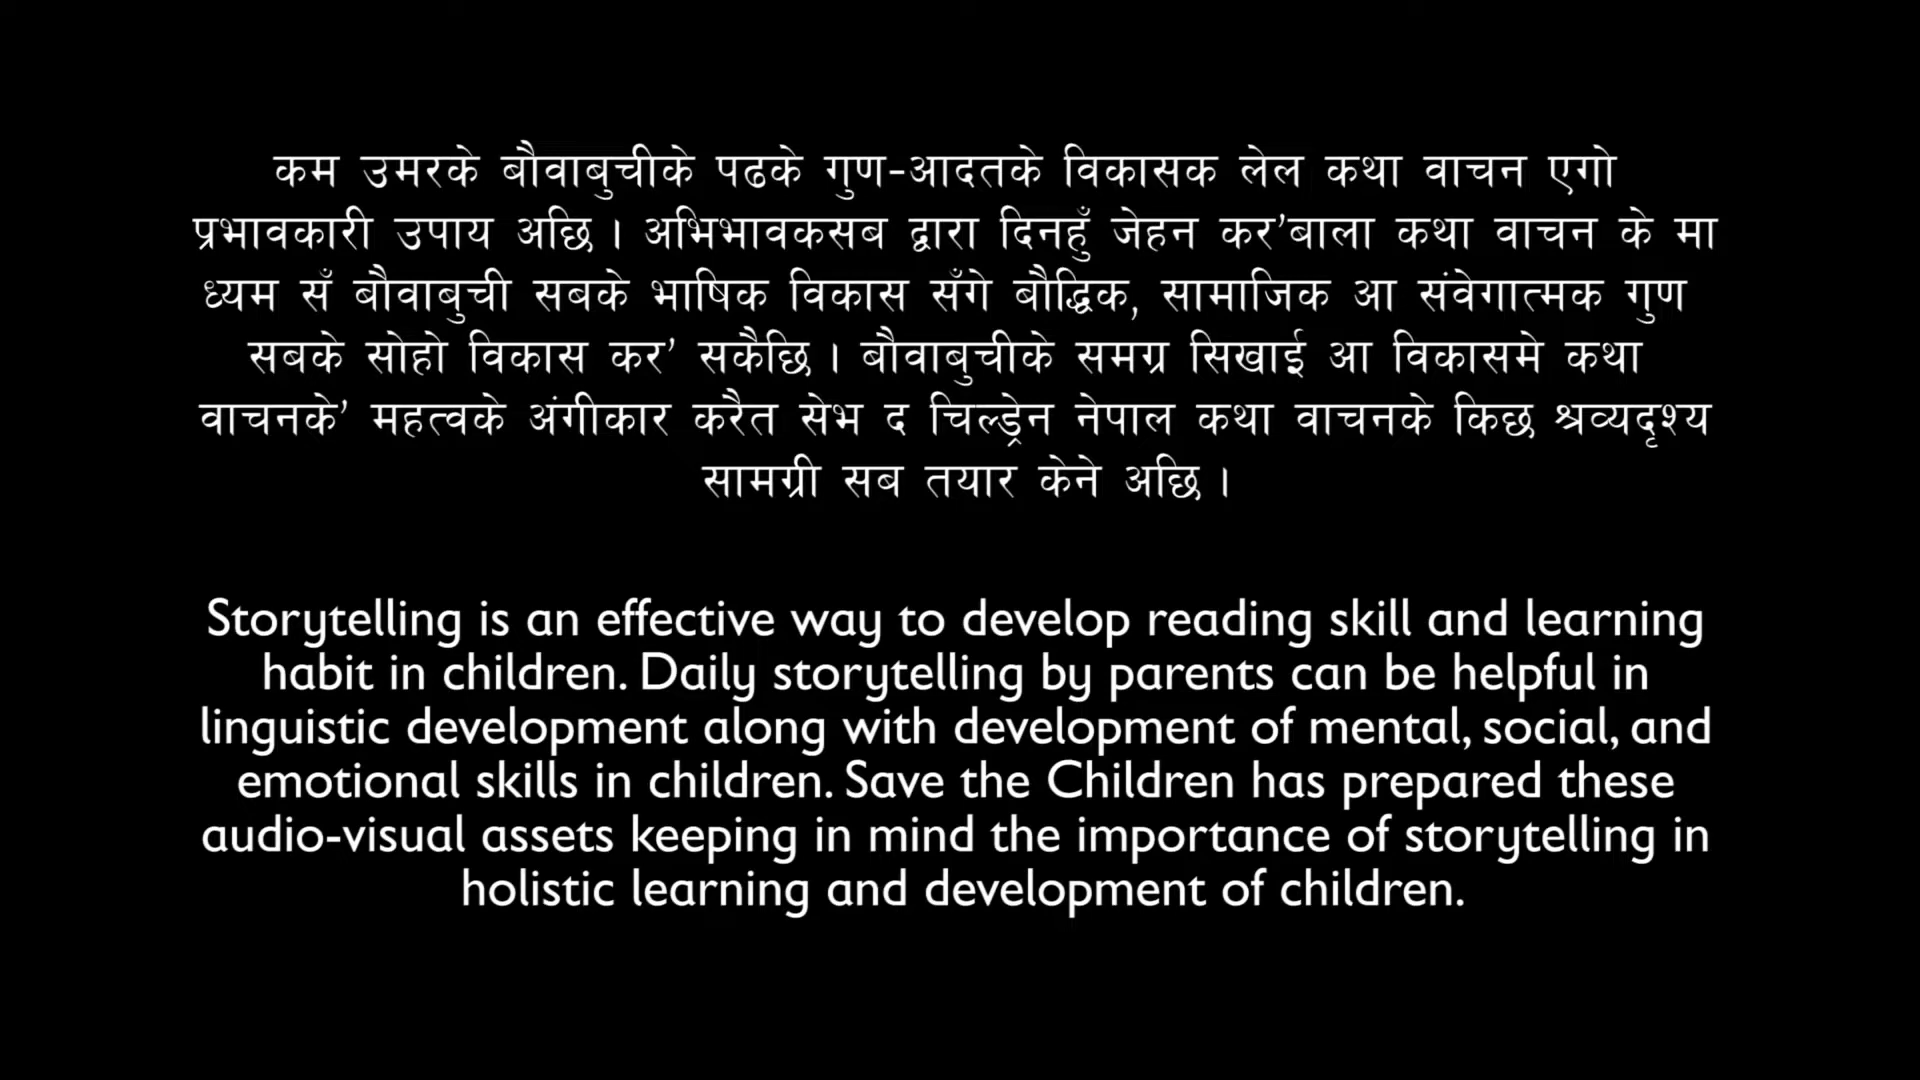 कम उमरके बौवाबुचीके पढके गुण-आदतके विकासक लेल कथा वाचन एगो
प्रभावकारी उपाय अछि । अभिभावकसब द्वारा दिनहुँ जेहन कर’बाला कथा वाचन के मा
ध्यम सँ बौवाबुची सबके भाषिक विकास सँगे बौद्धिक, सामाजिक आ संवेगात्मक गुण
सबके सोहो विकास कर’ सकैछि । बौवाबुचीके समग्र सिखाई आ विकासमे कथा
वाचनके’ महत्वके अंगीकार करैत सेभ द चिल्ड्रेन नेपाल कथा वाचनके किछ श्रव्यदृश्य
सामग्री सब तयार केने अछि ।
Storytelling is an effective way to develop reading skill and learning
habit in children. Daily storytelling by parents can be helpful in
linguistic development along with development of mental, social, and
emotional skills in children. Save the Children has prepared these
audio-visual assets keeping in mind the importance of storytelling in
holistic learning and development of children.